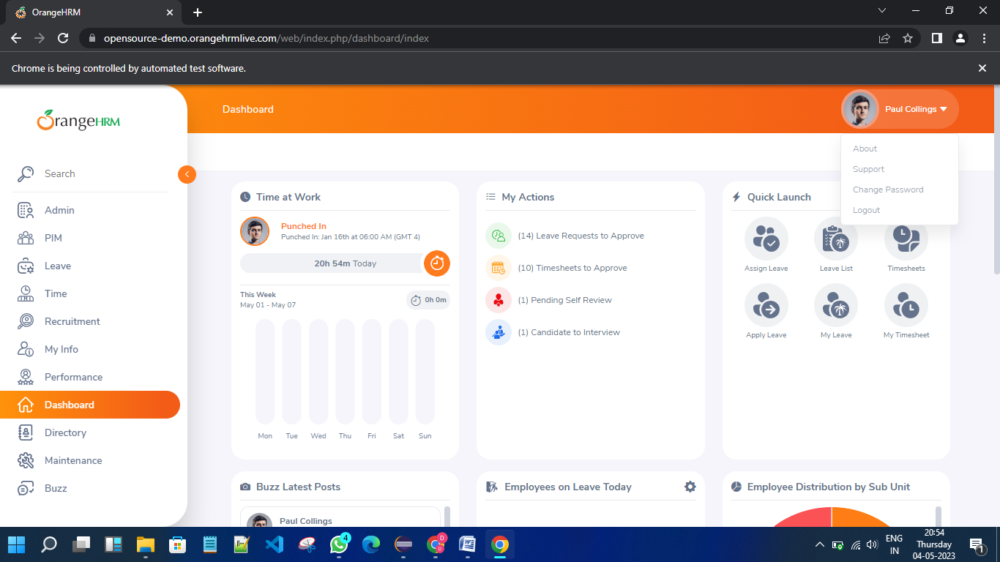 OrangeHRM
opensource-demo.orangehrmlive.com/web/index.php/dashboard/index
Chrome is being controlled by automated test software.
OrangeHRM
Search
Admin
PIM
Leave
Time
Recruitment
My Info
Performance
Dashboard
Directory
Maintenance
Buzz
Dashboard
Paul Collings
About
Support
Change Password
Logout
Time at Work
Punched In
Punched In: Jan 16th at 06:00 AM (GMT 4)
20h 54m Today
This Week
May 01 - May 07
0h 0m
Mon Tue Wed Thu Fri Sat Sun
My Actions
(14) Leave Requests to Approve
(10) Timesheets to Approve
(1) Pending Self Review
(1) Candidate to Interview
Quick Launch
Assign Leave Leave List Timesheets
Apply Leave My Leave My Timesheet
Buzz Latest Posts
Paul Collings
Employees on Leave Today
Employee Distribution by Sub Unit
4
D
W
ENG
IN
20:54
Thursday
04-05-2023
1